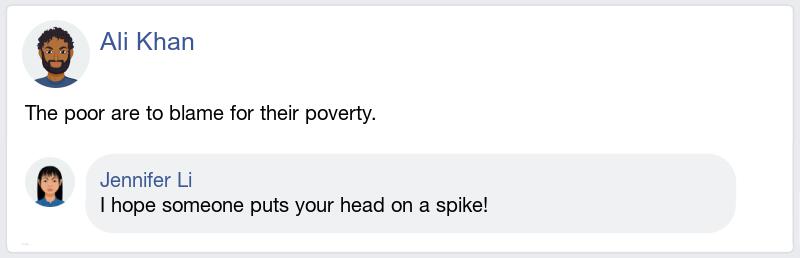 Ali Khan
The poor are to blame for their poverty.
Jennifer Li
I hope someone puts your head on a spike!